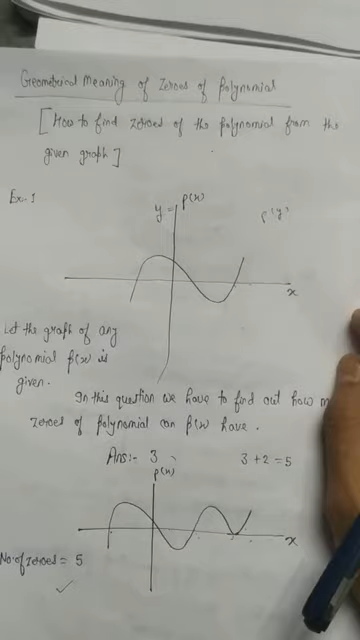 Geometrical Meaning of Zeroes of Polynomial
[How to find zeroes of the polynomial from the
given graph]
Ex:-1
y = P(x)
x
Let the graph of any
polynomial p(x) is
given.
In this question we have to find out how
zeroes of polynomial can p(x) have.
Ans:- 3
3+2=5
P(x)
x
No. of zeroes = 5